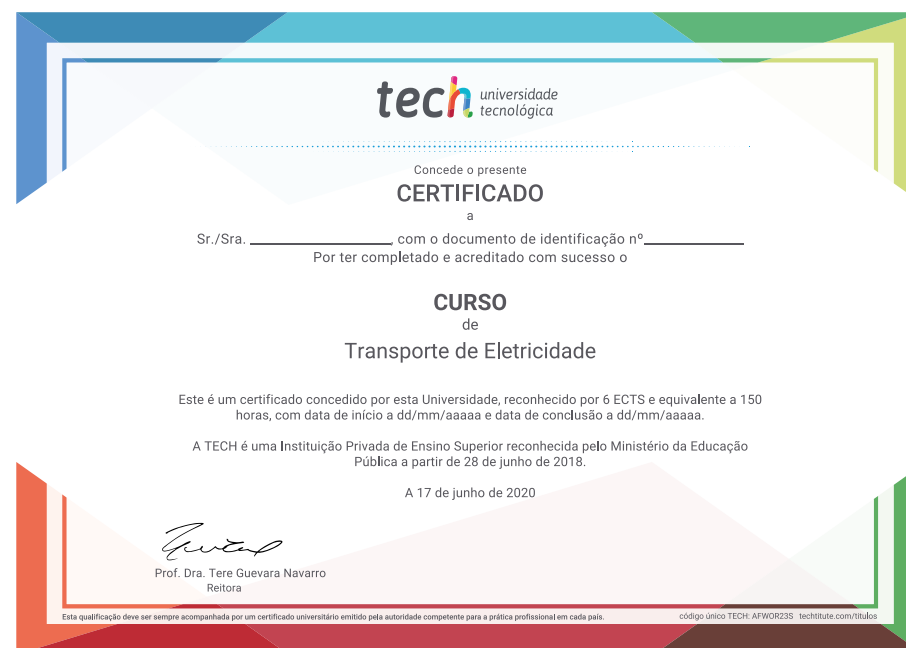 tech universidade
tecnológica
Concede o presente
CERTIFICADO
a
Sr./Sra. ________________, com o documento de identificação nº___________
Por ter completado e acreditado com sucesso o
CURSO
de
Transporte de Eletricidade
Este é um certificado concedido por esta Universidade, reconhecido por 6 ECTS e equivalente a 150
horas, com data de início a dd/mm/aaaaa e data de conclusão a dd/mm/aaaaa.
A TECH é uma Instituição Privada de Ensino Superior reconhecida pelo Ministério da Educação
Pública a partir de 28 de junho de 2018.
A 17 de junho de 2020
Prof. Dra. Tere Guevara Navarro
Reitora
Esta qualificação deve ser sempre acompanhada por um certificado universitário emitido pela autoridade competente para a prática profissional em cada país.
código único TECH: AFWOR23S techtitute.com/titulos